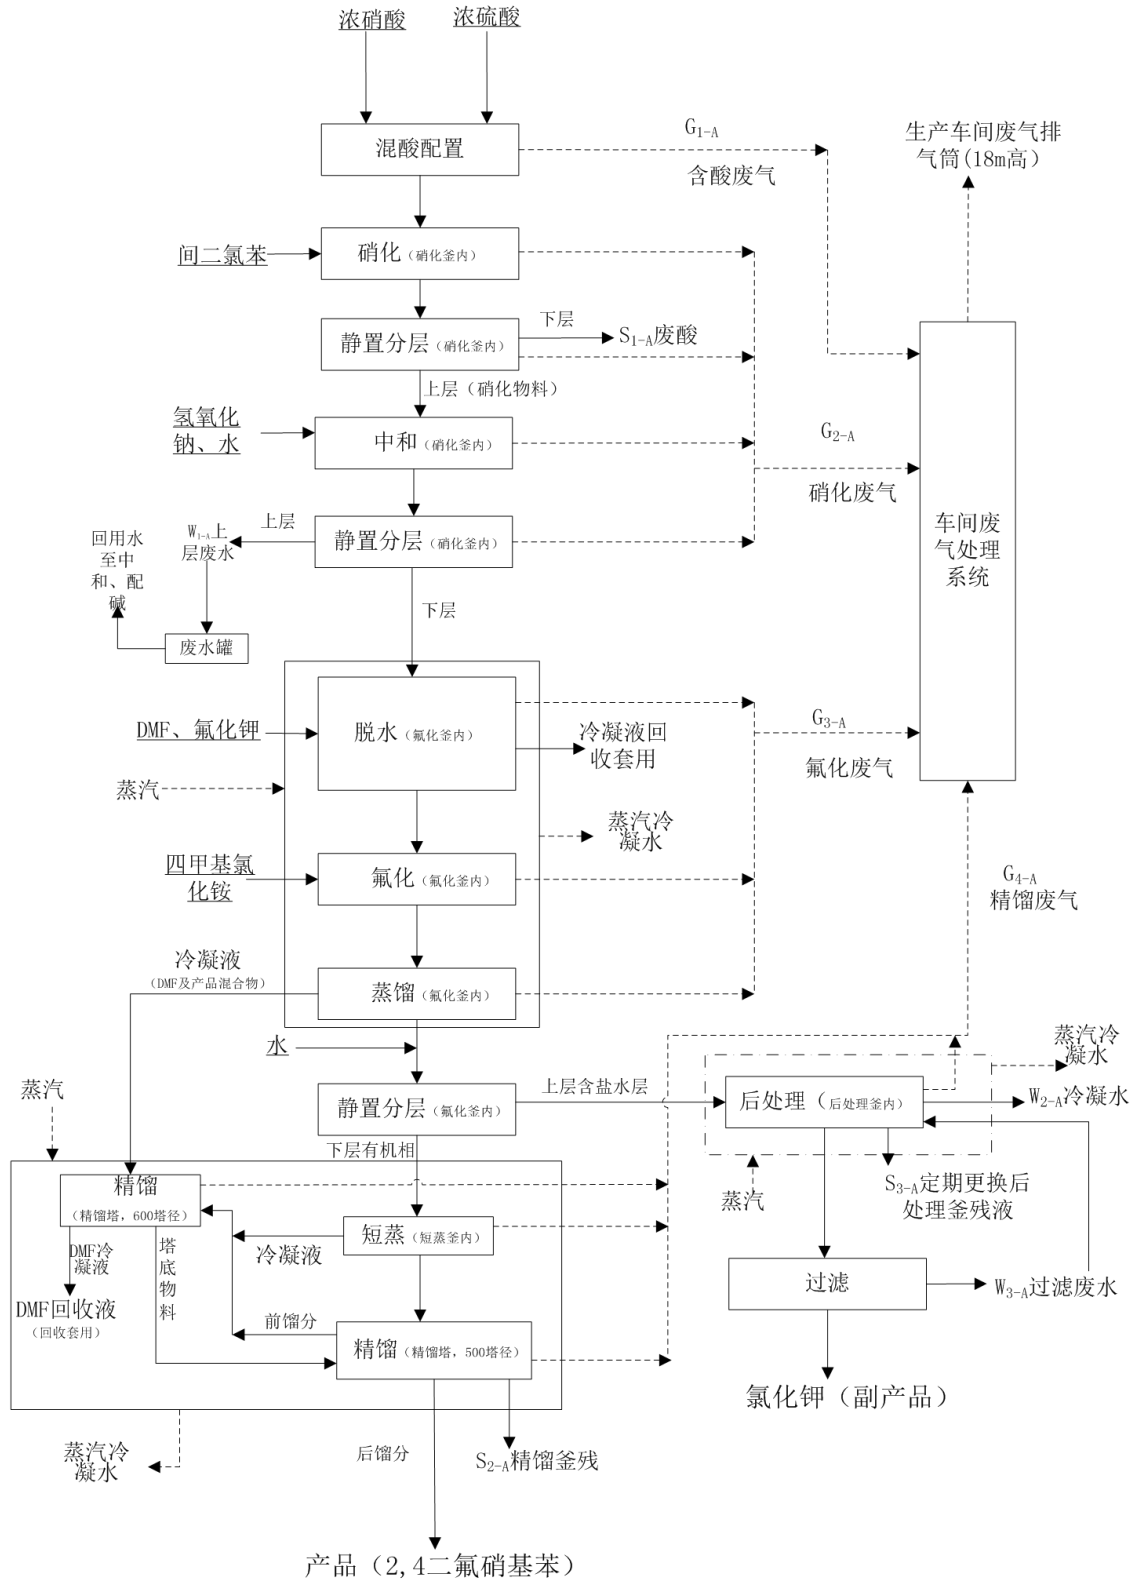 浓硝酸
浓硫酸
混酸配置
G1-A
含酸废气
生产车间废气排
气筒(18m高)
间二氯苯
硝化（硝化釜内）
静置分层（硝化釜内）
下层
S1-A废酸
上层（硝化物料）
氢氧化
钠、水
中和（硝化釜内）
G2-A
硝化废气
静置分层（硝化釜内）
上层
W1-A上
层废水
回用水
至中
和、配
碱
废水罐
下层
车间废
气处理
系统
DMF、氟化钾
脱水（氟化釜内）
冷凝液回
收套用
G3-A
氟化废气
蒸汽
蒸汽冷
凝水
四甲基氯
化铵
氟化（氟化釜内）
G4-A
精馏废气
冷凝液
（DMF及产品混合物）
蒸馏（氟化釜内）
水
静置分层（氟化釜内）
上层含盐水层
后处理（后处理釜内）
蒸汽冷
凝水
W2-A冷凝水
蒸汽
下层有机相
蒸汽
S3-A定期更换后
处理釜残液
精馏
（精馏塔，600塔径）
短蒸（短蒸釜内）
冷凝液
DMF冷
凝液
塔
底
物
料
DMF回收液
（回收套用）
前馏分
精馏（精馏塔，500塔径）
过滤
W3-A过滤废水
氯化钾（副产品）
蒸汽冷
凝水
后馏分
S2-A精馏釜残
产品（2,4二氟硝基苯）